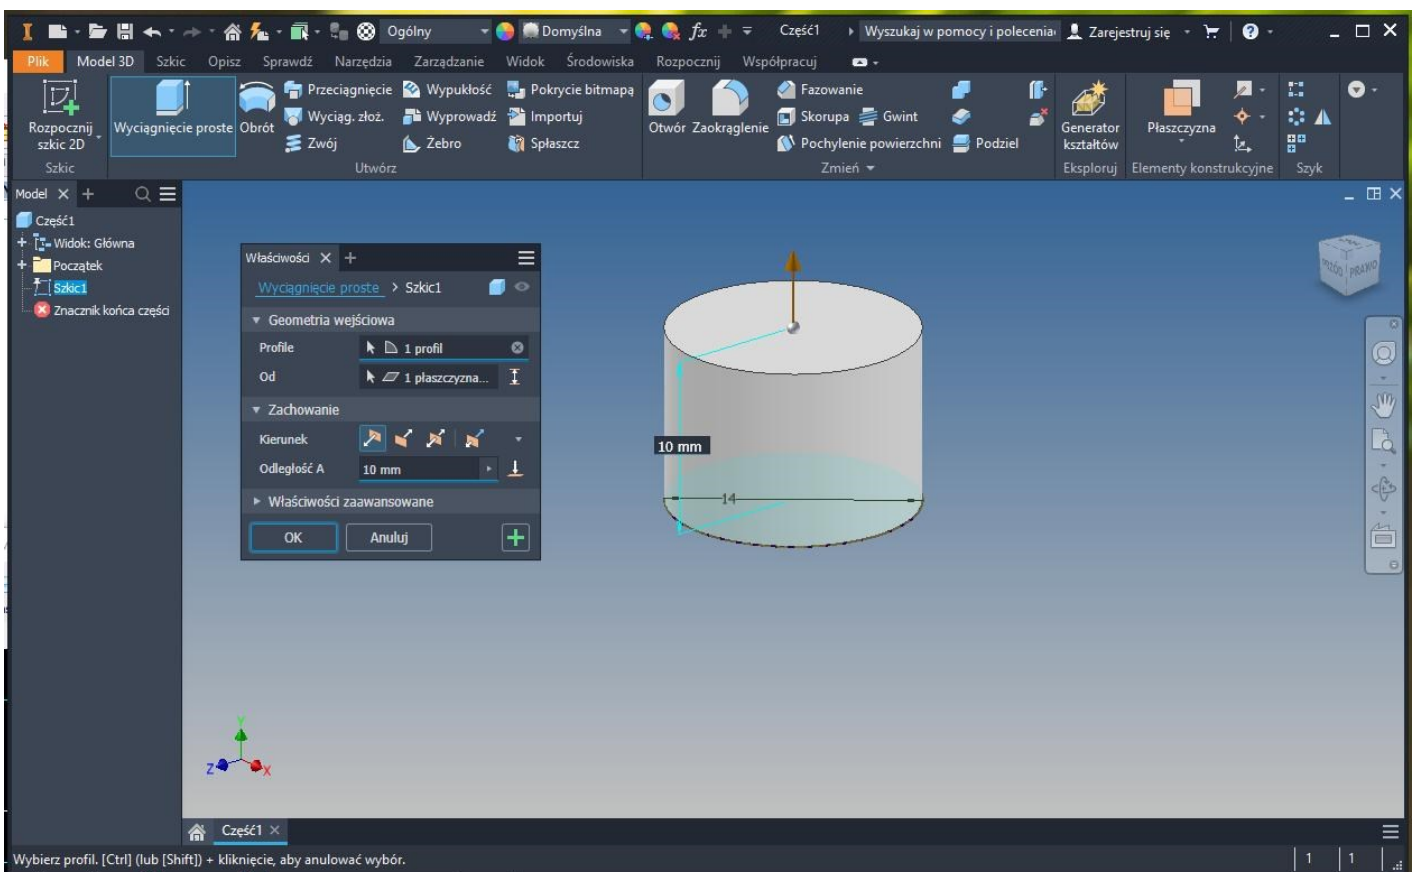 Ogólny Domyślna fx Część1 Wyszukaj w pomocy i polecenia Zarejestruj się ?
Plik Model 3D Szkic Opisz Sprawdź Narzędzia Zarządzanie Widok Środowiska Rozpocznij Współpracuj
Przeciągnięcie Wypukłość Pokrycie bitmapą Fazowanie
Wyciąg. złoż. Wyprowadź Importuj Skorupa Gwint
Rozpocznij szkic 2D Wyciągnięcie proste Obrót Otwór Zaokrąglenie Generator kształtów Płaszczyzna
Zwój Żebro Spłaszcz Pochylenie powierzchni Podziel
Szkic Utwórz Zmień Eksploruj Elementy konstrukcyjne Szyk
Model × +
Część1
Widok: Główna
Początek
Szkic1
Znacznik końca części
Właściwości × +
Wyciągnięcie proste > Szkic1
Geometria wejściowa
Profile 1 profil
Od 1 płaszczyzna...
Zachowanie
Kierunek
Odległość A 10 mm
Właściwości zaawansowane
OK Anuluj
10 mm
14
PRZÓD PRAWO
Y
Z X
Część1 ×
Wybierz profil. [Ctrl] (lub [Shift]) + kliknięcie, aby anulować wybór. 1 1